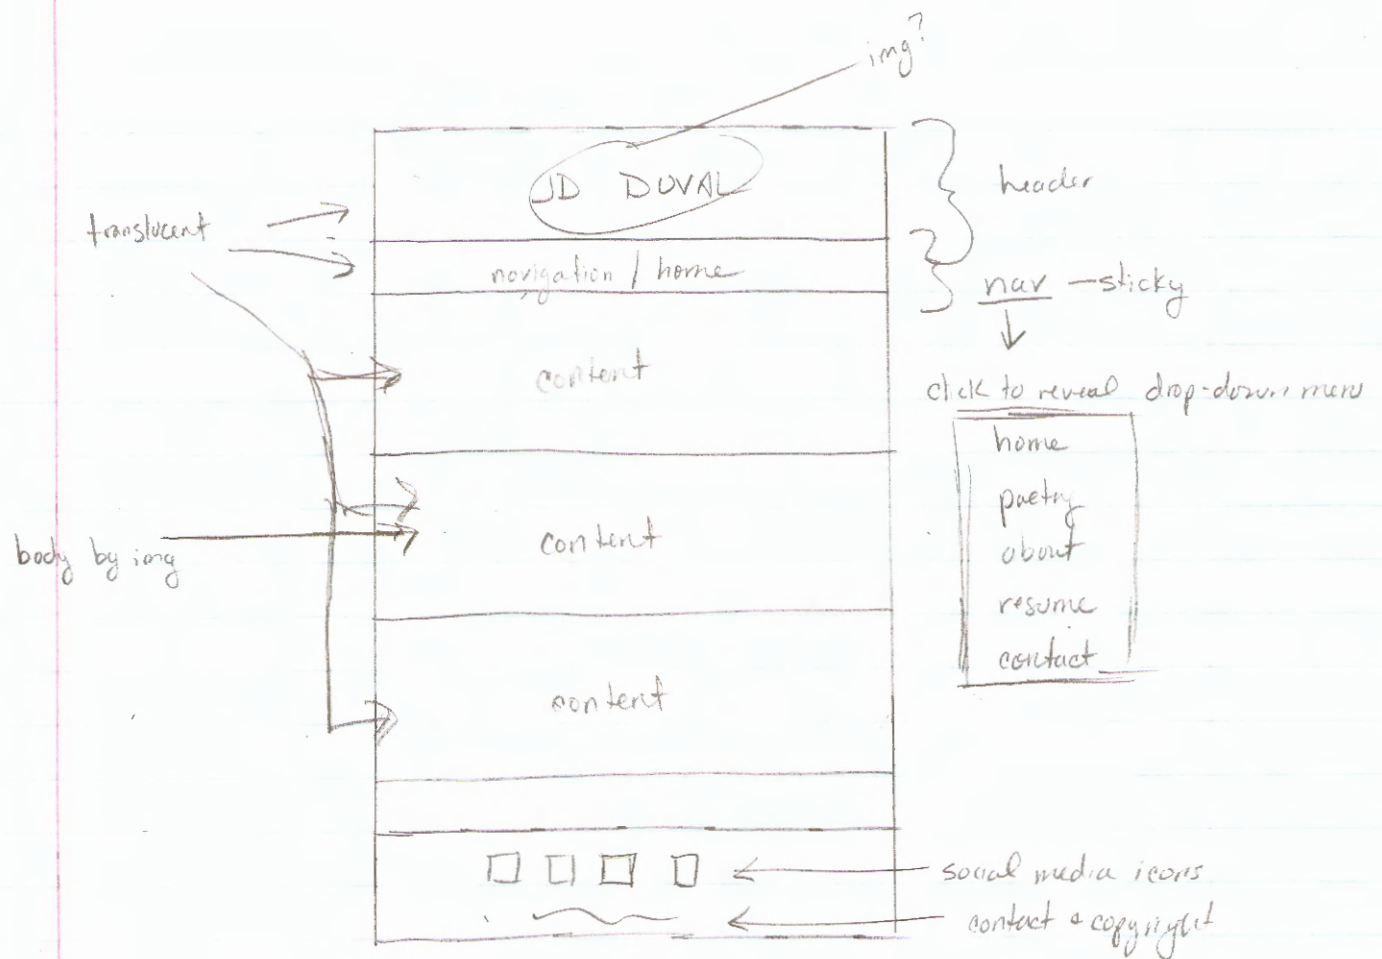 img?
JD DUVAL
header
translucent
navigation / home
nav — sticky
content
click to reveal drop-down menu
home
poetry
about
resume
contact
body by img
content
content
social media icons
contact & copyright